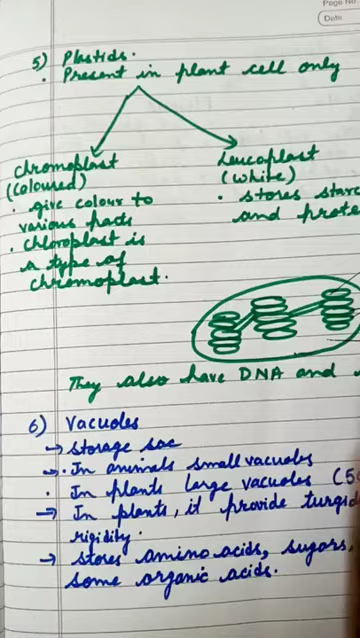 Page No
Date
5) Plastids.
. Present in plant cell only
chromoplast
(coloured)
. give colour to
various parts
. chloroplast is
a type of
chromoplast.
Leucoplast
(white)
. stores
and
They also have DNA and
6) Vacuoles
→ storage sac
→ . In animals small vacuoles
. In plants large vacuoles
→ In plants, it provide
rigidity.
→ stores amino acids, sugars,
some organic acids.